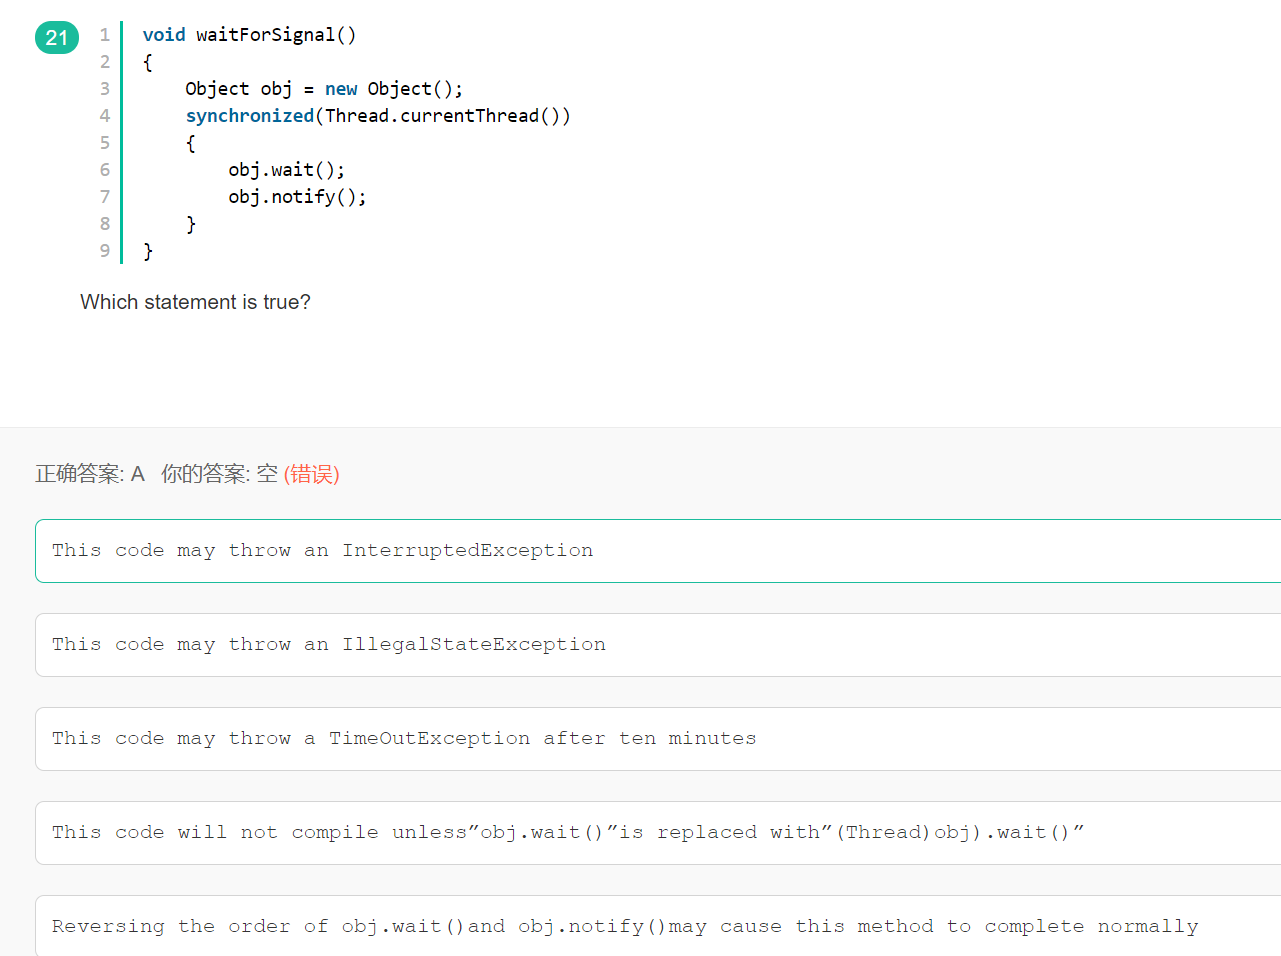 21
1 void waitForSignal()
2 {
3 Object obj = new Object();
4 synchronized(Thread.currentThread())
5 {
6 obj.wait();
7 obj.notify();
8 }
9 }
Which statement is true?
正确答案: A 你的答案: 空 (错误)
This code may throw an InterruptedException
This code may throw an IllegalStateException
This code may throw a TimeOutException after ten minutes
This code will not compile unless”obj.wait()”is replaced with”(Thread)obj).wait()”
Reversing the order of obj.wait()and obj.notify()may cause this method to complete normally